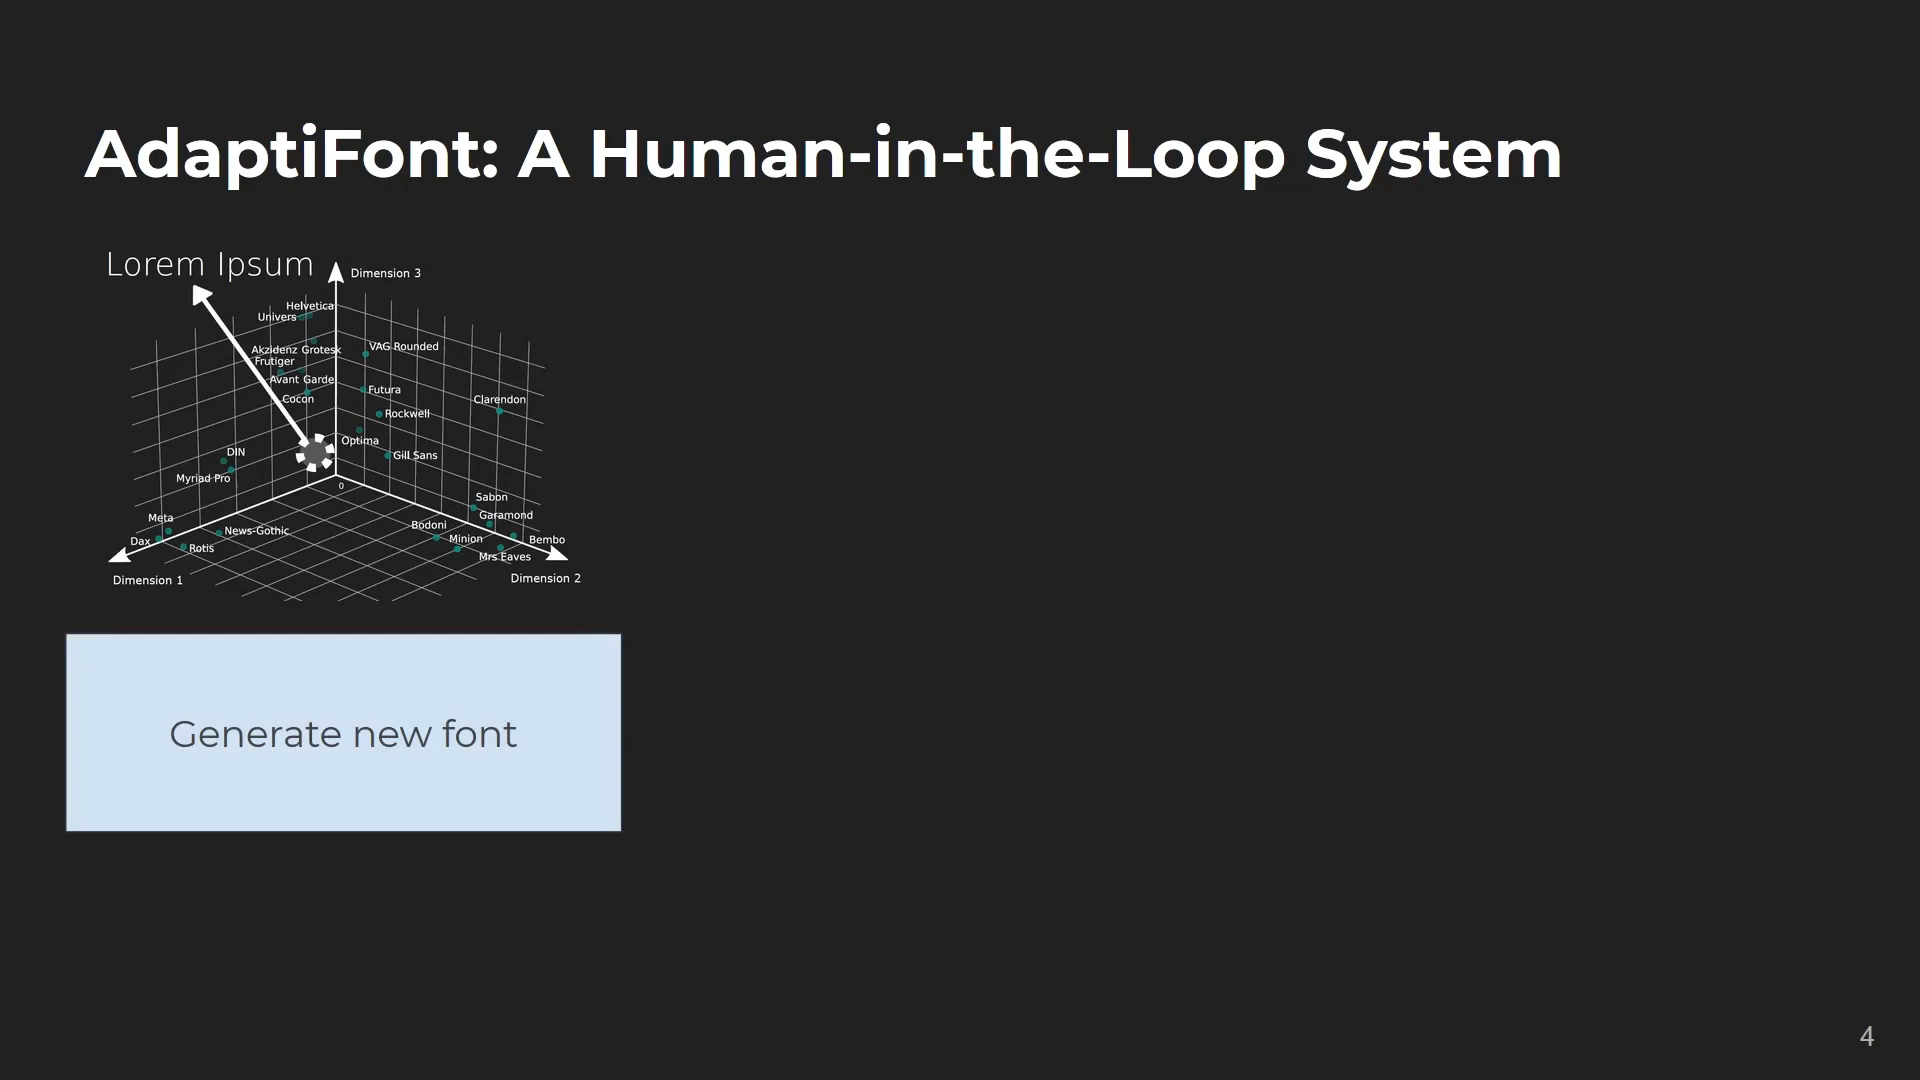 AdaptiFont: A Human-in-the-Loop System
Lorem Ipsum
Dimension 3
Helvetica
Univers
VAG Rounded
Akzidenz Grotesk
Frutiger
Avant Garde
Futura
Cocon
Clarendon
Rockwell
Optima
DIN
Gill Sans
Myriad Pro
0
Sabon
Garamond
Meta
Bodoni
News-Gothic
Dax
Minion
Bembo
Rotis
Mrs Eaves
Dimension 1
Dimension 2
Generate new font
4